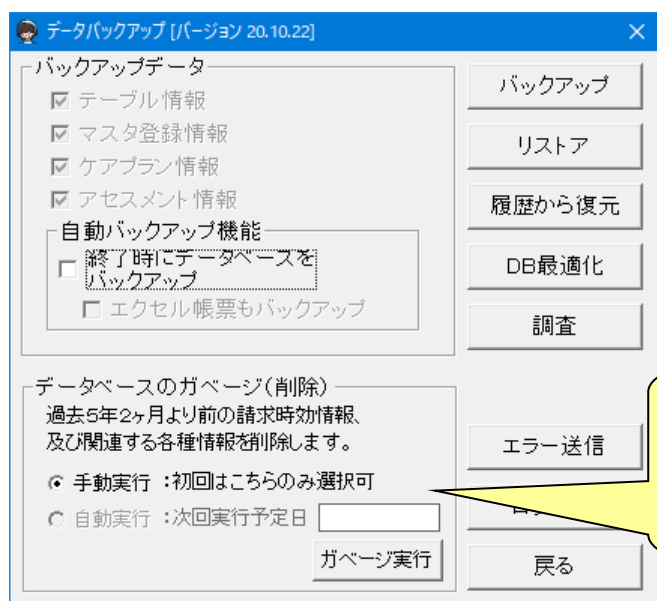 データバックアップ [バージョン 20.10.22]
バックアップデータ
テーブル情報
マスタ登録情報
ケアプラン情報
アセスメント情報
自動バックアップ機能
終了時にデータベースを
バックアップ
エクセル帳票もバックアップ
バックアップ
リストア
履歴から復元
DB最適化
調査
データベースのガベージ(削除)
過去5年2ヶ月より前の請求時効情報、
及び関連する各種情報を削除します。
手動実行 :初回はこちらのみ選択可
自動実行 :次回実行予定日
ガベージ実行
エラー送信
戻る